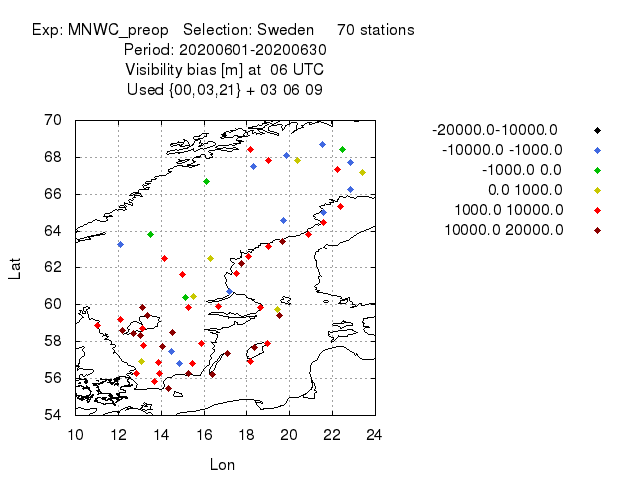 Exp: MNWC_preop   Selection: Sweden     70 stations
Period: 20200601-20200630
Visibility bias [m] at  06 UTC
Used {00,03,21} + 03 06 09
-20000.0-10000.0
-10000.0 -1000.0
-1000.0 0.0
0.0 1000.0
1000.0 10000.0
10000.0 20000.0
Lat
70
68
66
64
62
60
58
56
54
10 12 14 16 18 20 22 24
Lon